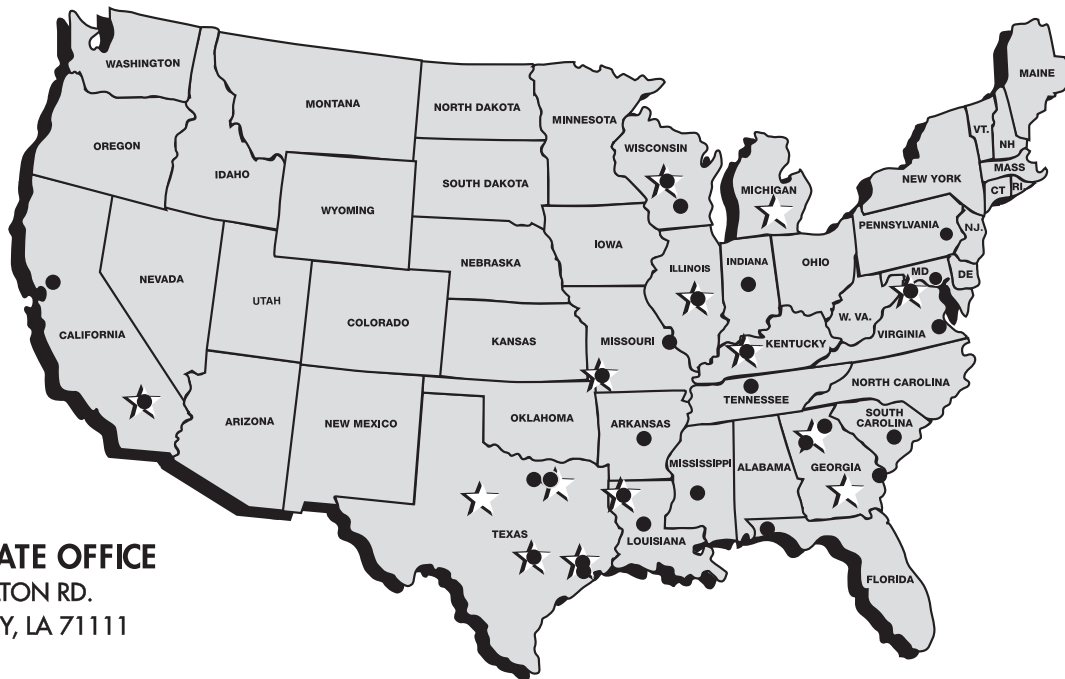 WASHINGTON
MONTANA
NORTH DAKOTA
MINNESOTA
MAINE
VT.
NH
OREGON
IDAHO
SOUTH DAKOTA
WISCONSIN
MICHIGAN
NEW YORK
MASS
CT
RI
WYOMING
IOWA
PENNSYLVANIA
N.J.
NEVADA
NEBRASKA
ILLINOIS
INDIANA
OHIO
MD
DE
UTAH
COLORADO
W. VA.
CALIFORNIA
KANSAS
MISSOURI
KENTUCKY
VIRGINIA
ARIZONA
NEW MEXICO
OKLAHOMA
ARKANSAS
TENNESSEE
NORTH CAROLINA
SOUTH
CAROLINA
MISSISSIPPI
ALABAMA
GEORGIA
TEXAS
LOUISIANA
FLORIDA
ATE OFFICE
TON RD.
Y, LA 71111